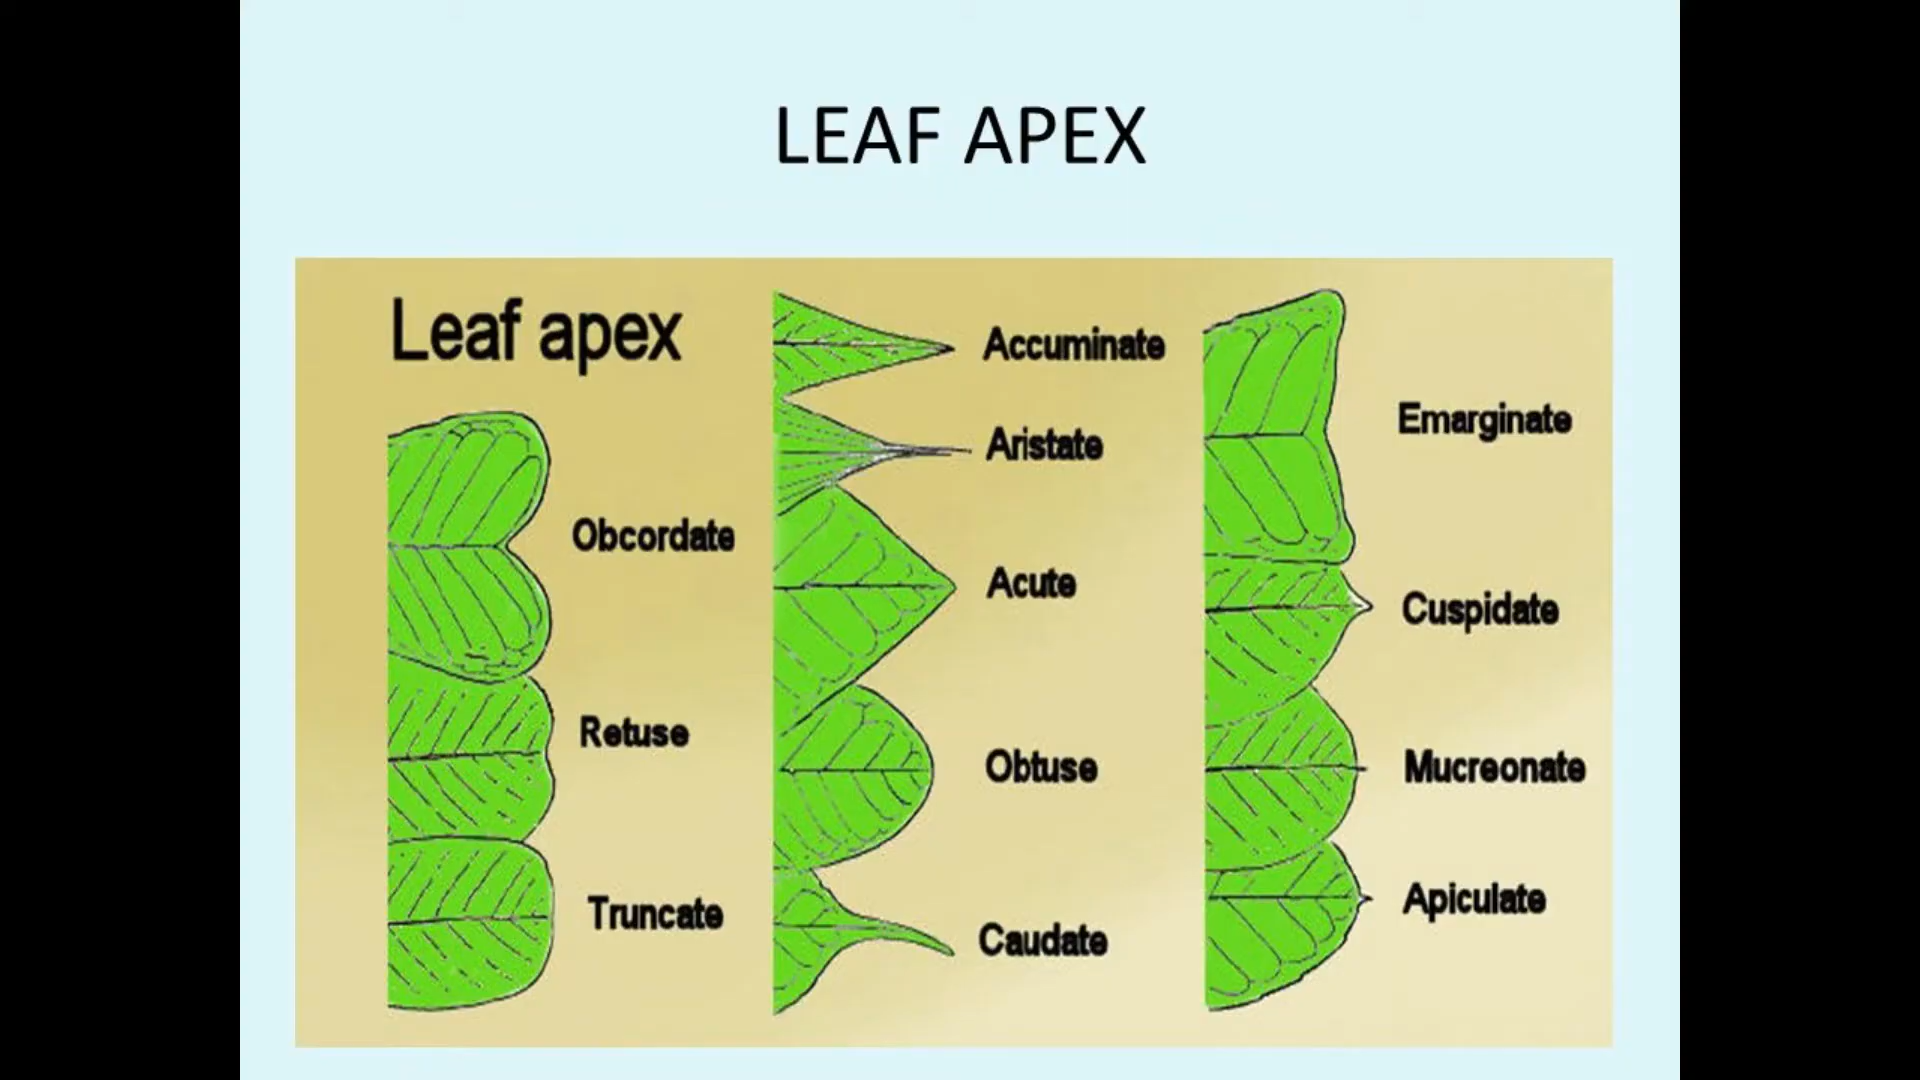 LEAF APEX
Leaf apex
Obcordate
Retuse
Truncate
Accuminate
Aristate
Acute
Obtuse
Caudate
Emarginate
Cuspidate
Mucreonate
Apiculate